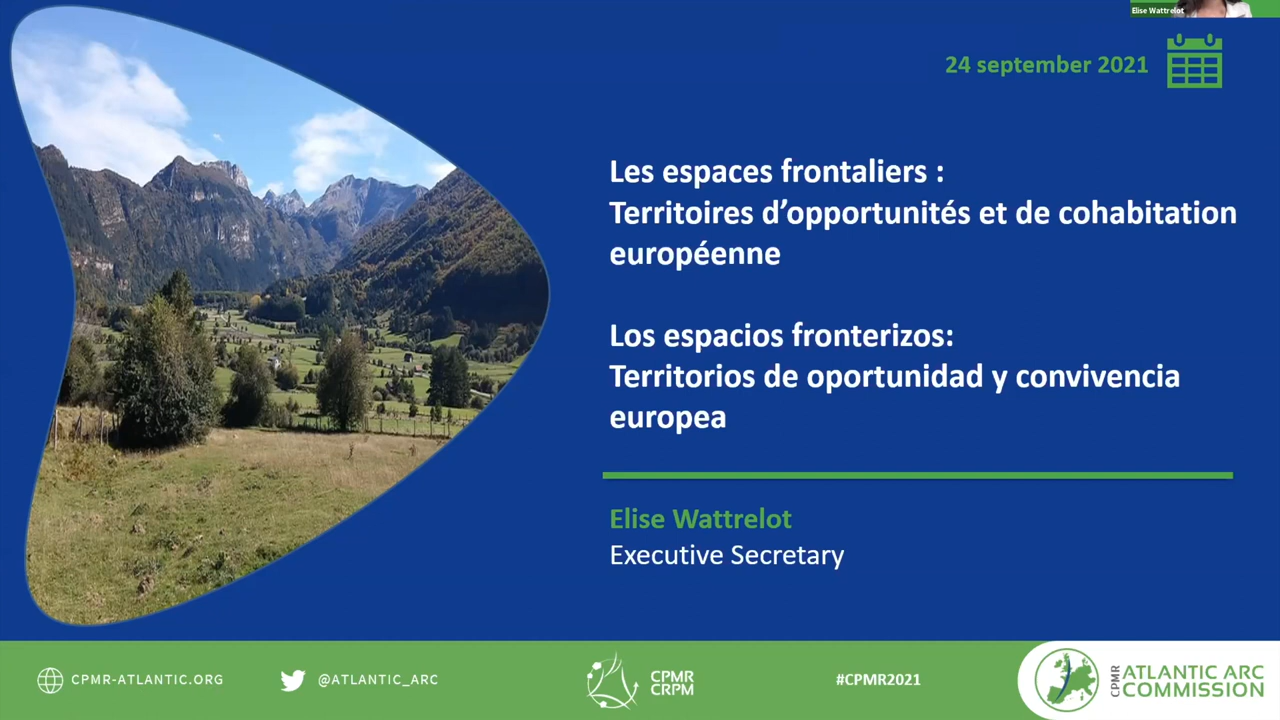 Elise Wattrelot
24 september 2021
Les espaces frontaliers :
Territoires d’opportunités et de cohabitation
européenne
Los espacios fronterizos:
Territorios de oportunidad y convivencia
europea
Elise Wattrelot
Executive Secretary
CPMR-ATLANTIC.ORG
@ATLANTIC_ARC
CPMR
CRPM
#CPMR2021
CPMR
ATLANTIC ARC
COMMISSION